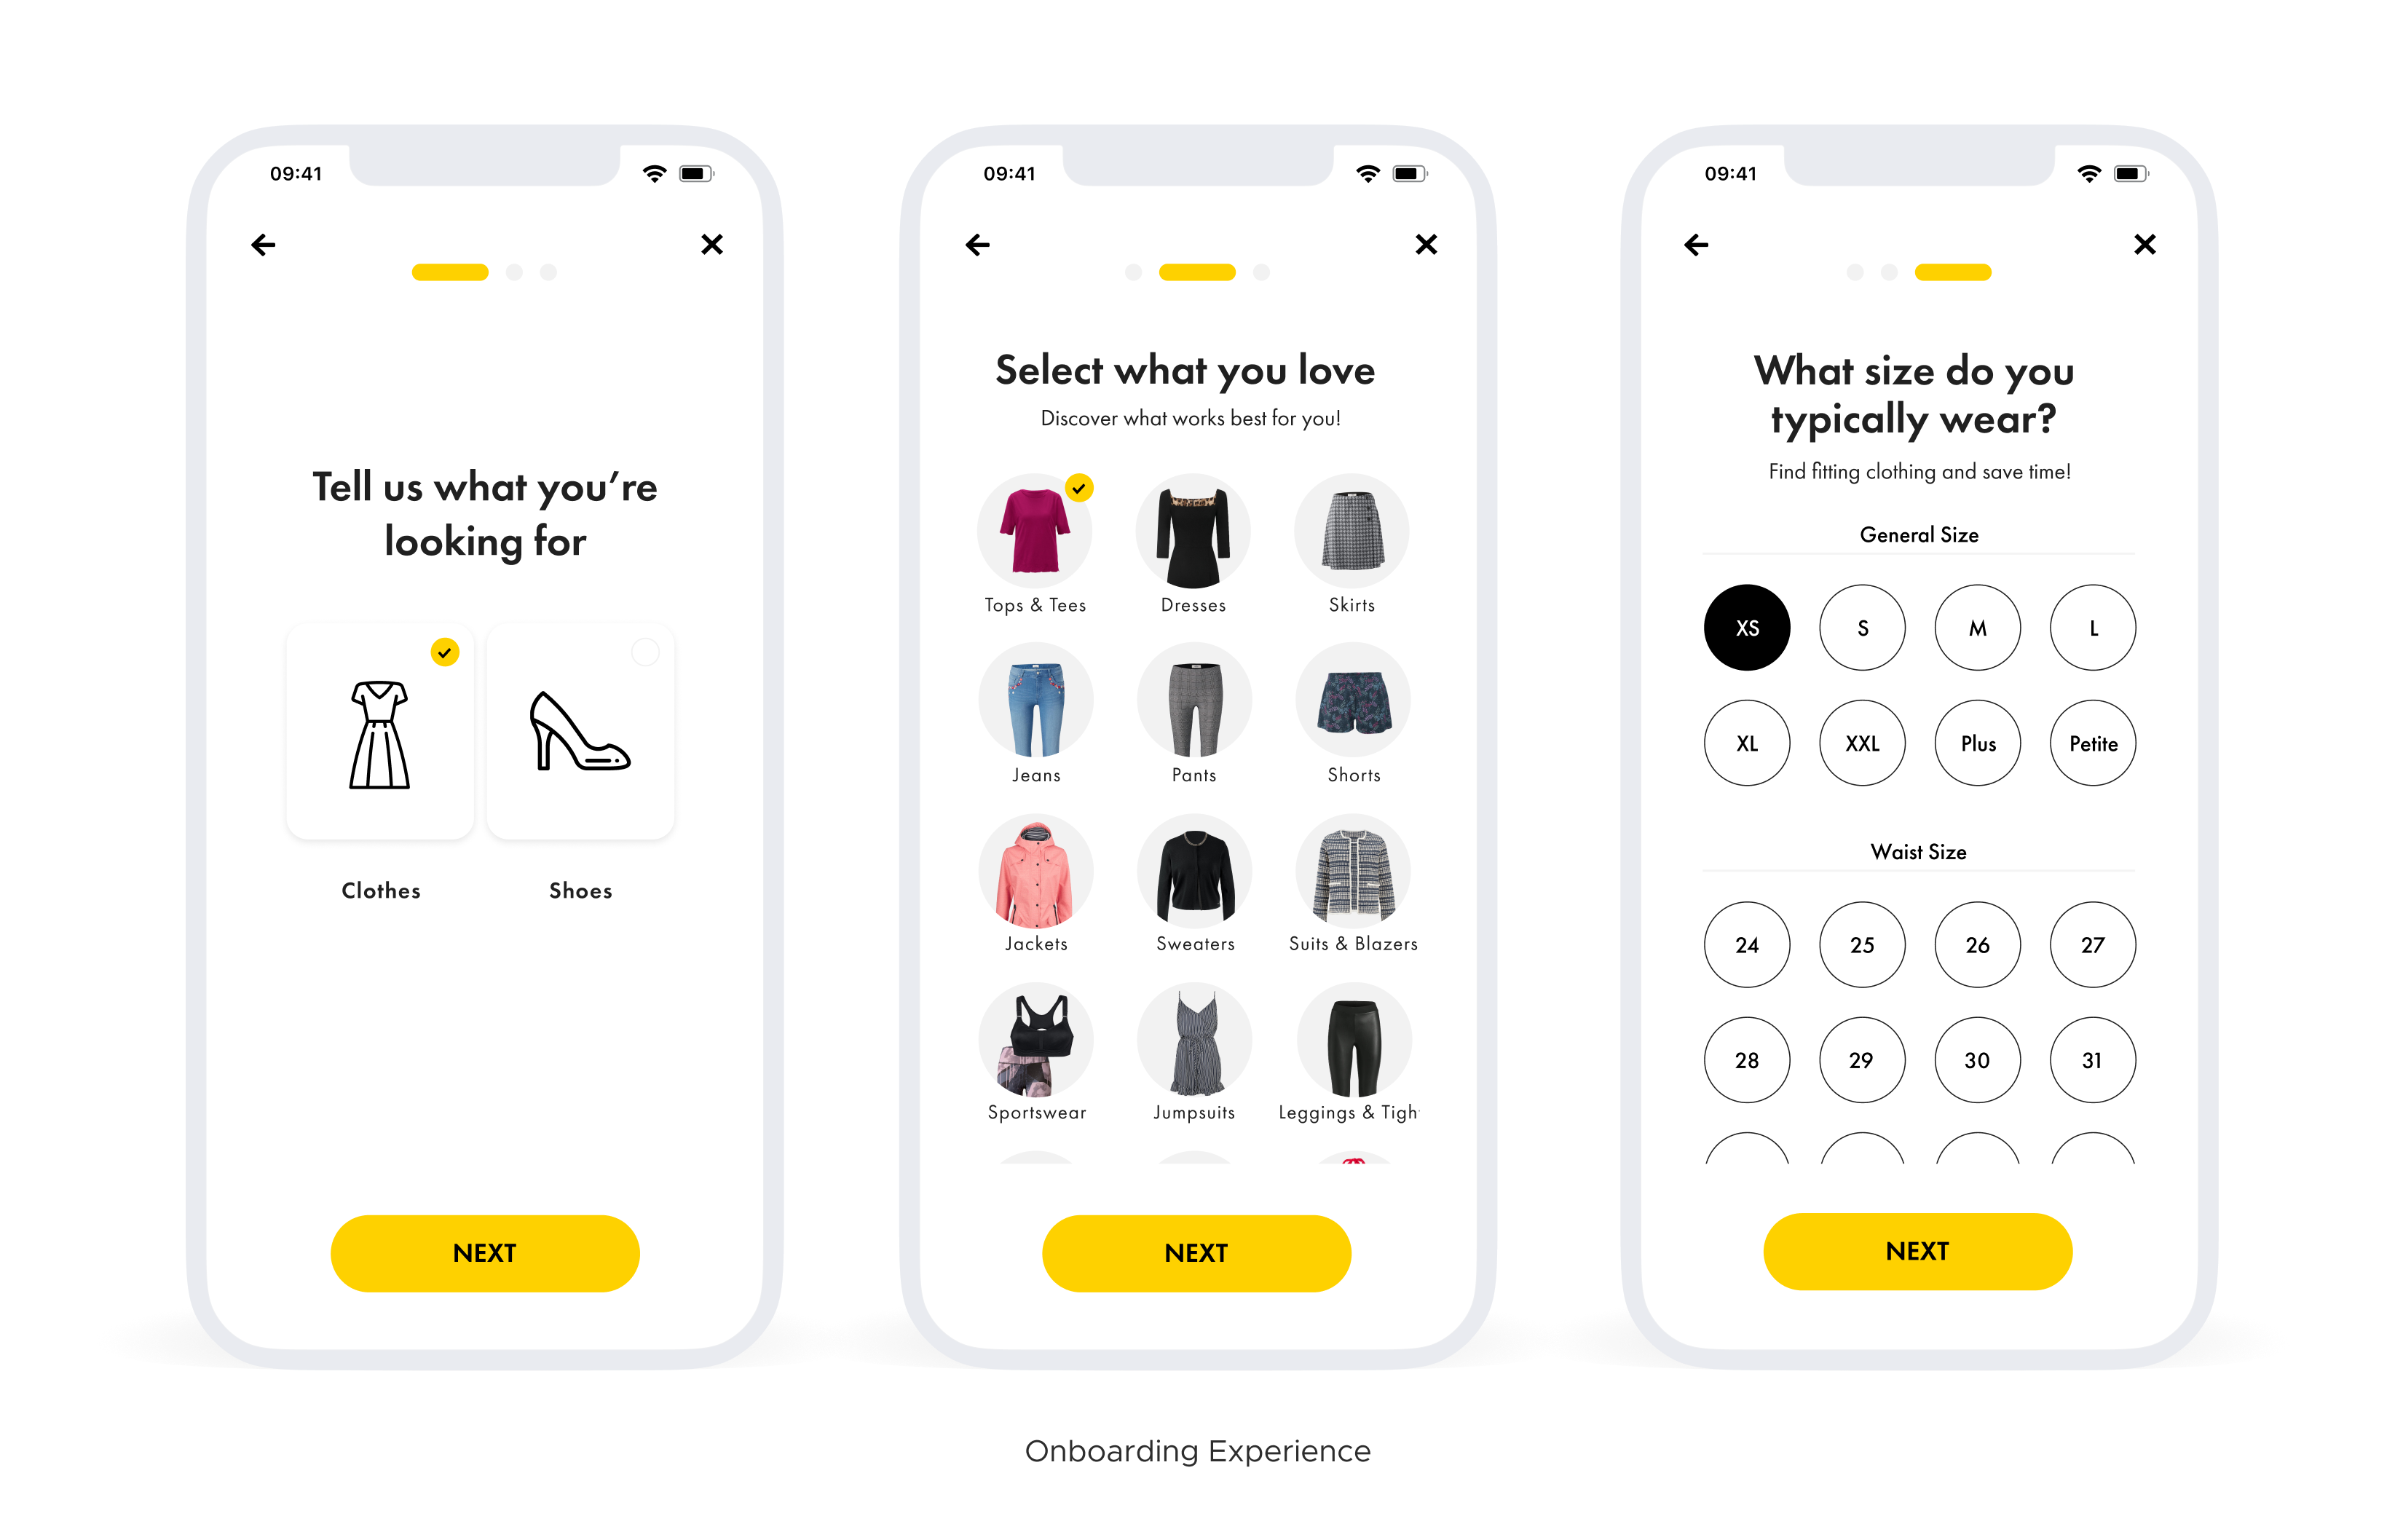 09:41
Tell us what you’re
looking for
Clothes
Shoes
NEXT
09:41
Select what you love
Discover what works best for you!
Tops & Tees
Dresses
Skirts
Jeans
Pants
Shorts
Jackets
Sweaters
Suits & Blazers
Sportswear
Jumpsuits
Leggings & Tigh
NEXT
09:41
What size do you
typically wear?
Find fitting clothing and save time!
General Size
XS S M L
XL XXL Plus Petite
Waist Size
24 25 26 27
28 29 30 31
NEXT
Onboarding Experience